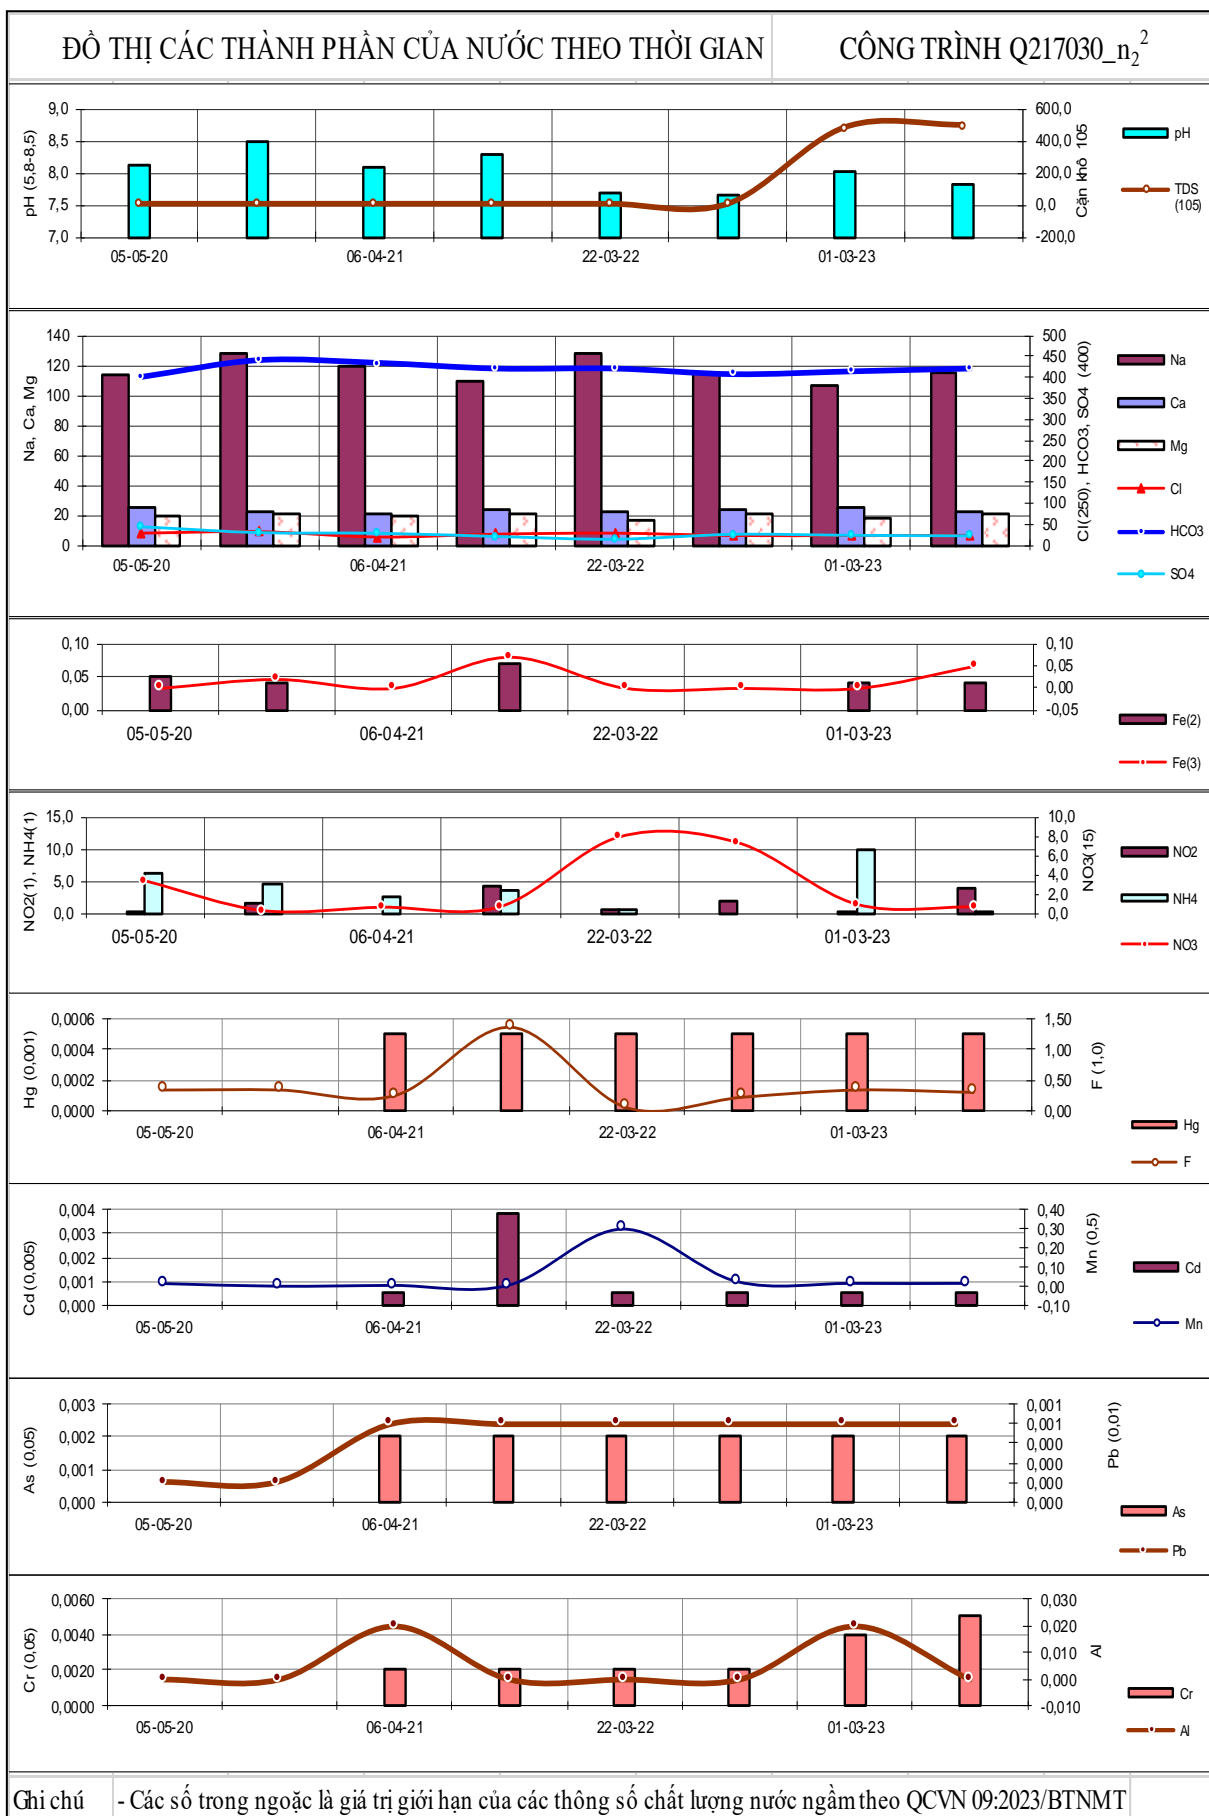 ĐỒ THỊ CÁC THÀNH PHẦN CỦA NƯỚC THEO THỜI GIAN CÔNG TRÌNH Q217030_n₂²
pH (5,8-8,5)
9,0
8,5
8,0
7,5
7,0
600,0
400,0
200,0
0,0
-200,0
Cặn khô 105
pH
TDS
(105)
05-05-20 06-04-21 22-03-22 01-03-23
Na, Ca, Mg
140
120
100
80
60
40
20
0
500
450
400
350
300
250
200
150
100
50
0
Cl(250), HCO3, SO4 (400)
Na
Ca
Mg
Cl
HCO3
SO4
05-05-20 06-04-21 22-03-22 01-03-23
0,10
0,05
0,00
0,10
0,05
0,00
-0,05
Fe(2)
Fe(3)
05-05-20 06-04-21 22-03-22 01-03-23
NO2(1), NH4(1)
15,0
10,0
5,0
0,0
10,0
8,0
6,0
4,0
2,0
0,0
NO3(15)
NO2
NH4
NO3
05-05-20 06-04-21 22-03-22 01-03-23
Hg (0,001)
0,0006
0,0004
0,0002
0,0000
1,50
1,00
0,50
0,00
F (1,0)
Hg
F
05-05-20 06-04-21 22-03-22 01-03-23
Cd (0,005)
0,004
0,003
0,002
0,001
0,000
0,40
0,30
0,20
0,10
0,00
-0,10
Mn (0,5)
Cd
Mn
05-05-20 06-04-21 22-03-22 01-03-23
As (0,05)
0,003
0,002
0,001
0,000
0,001
0,001
0,000
0,000
0,000
0,000
Pb (0,01)
As
Pb
05-05-20 06-04-21 22-03-22 01-03-23
Cr (0,05)
0,0060
0,0040
0,0020
0,0000
0,030
0,020
0,010
0,000
-0,010
Al
Cr
Al
05-05-20 06-04-21 22-03-22 01-03-23
Ghi chú - Các số trong ngoặc là giá trị giới hạn của các thông số chất lượng nước ngầm theo QCVN 09:2023/BTNMT